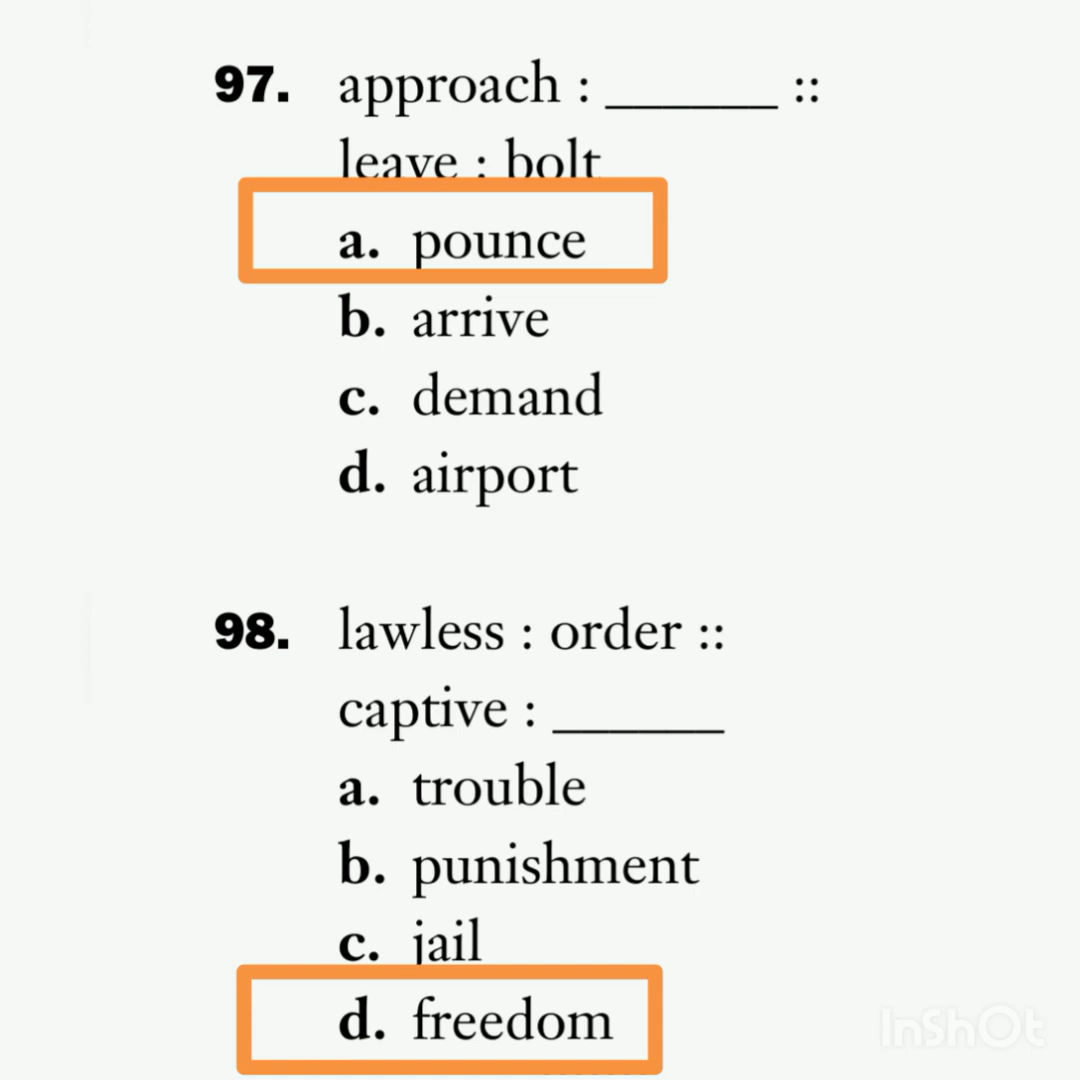 97. approach : ______ ::
leave : bolt
a. pounce
b. arrive
c. demand
d. airport
98. lawless : order ::
captive : ______
a. trouble
b. punishment
c. jail
d. freedom
InShOt